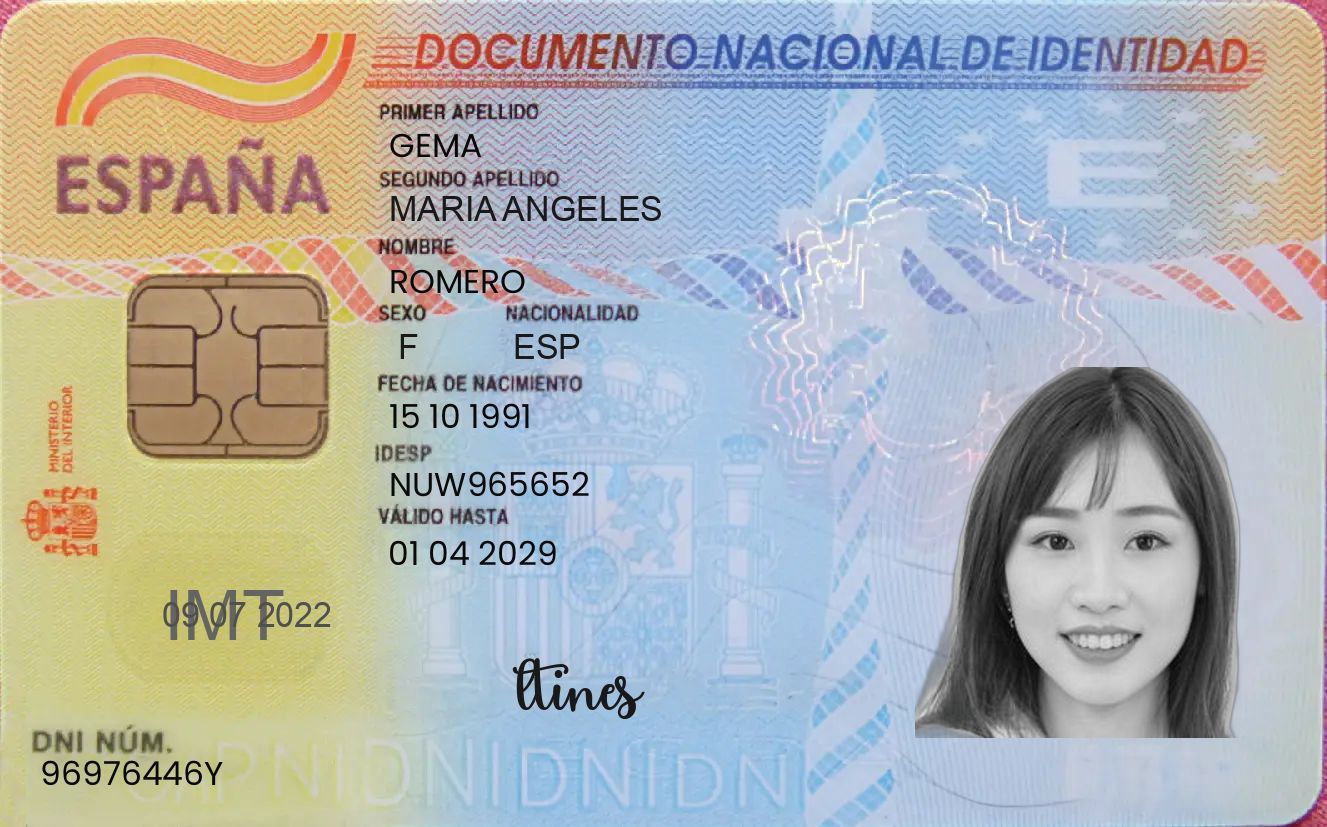 DOCUMENTO NACIONAL DE IDENTIDAD
ESPAÑA
PRIMER APELLIDO
GEMA
SEGUNDO APELLIDO
MARIA ANGELES
NOMBRE
ROMERO
SEXO NACIONALIDAD
F ESP
FECHA DE NACIMIENTO
15 10 1991
IDESP
NUW965652
VÁLIDO HASTA
01 04 2029
MINISTERIO
DEL INTERIOR
E
IMT
09 07 2022
ltines
DNI NÚM.
96976446Y
DNIDNIDNIDN